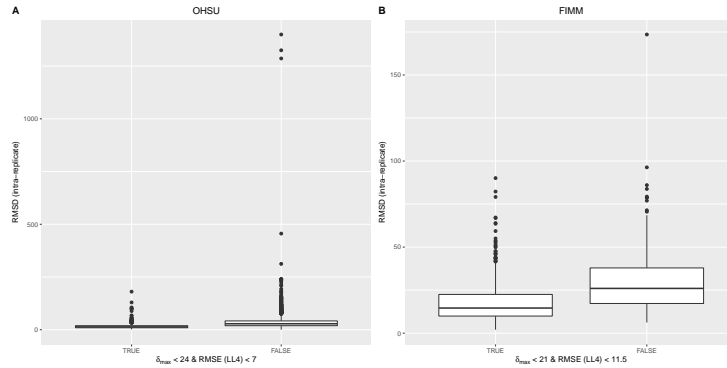 A
OHSU
RMSD (intra−replicate)
1000
500
0
TRUE
FALSE
δmax < 24 & RMSE (LL4) < 7
B
FIMM
RMSD (intra−replicate)
150
100
50
0
TRUE
FALSE
δmax < 21 & RMSE (LL4) < 11.5